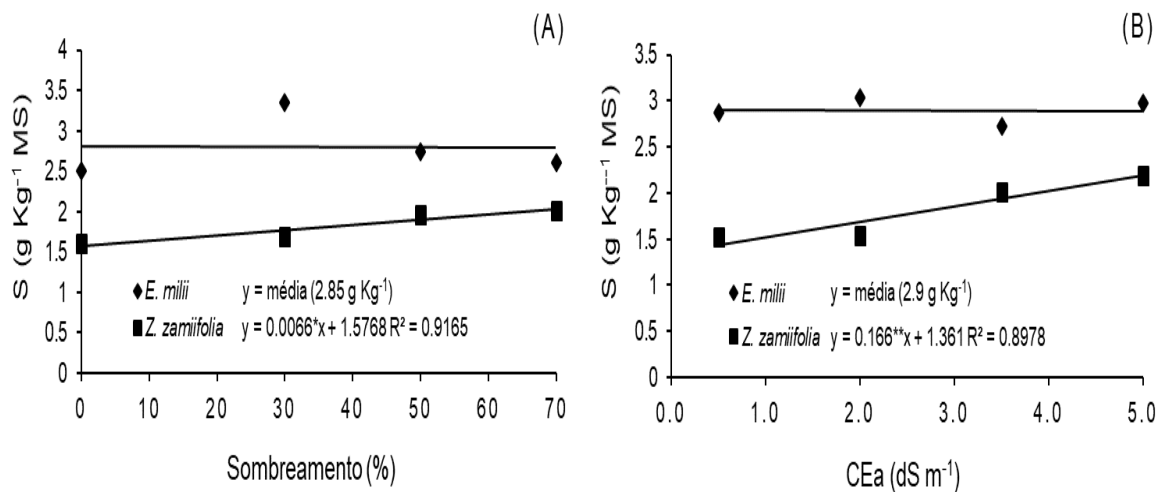 (A)
4
3.5
3
2.5
2
1.5
1
0.5
0
S (g Kg⁻¹ MS)
E. milii y = média (2.85 g Kg⁻¹)
Z. zamiifolia y = 0.0066*x + 1.5768 R² = 0.9165
0 10 20 30 40 50 60 70
Sombreamento (%)
(B)
3.5
3
2.5
2
1.5
1
0.5
0
S (g Kg⁻⁻¹ MS)
E. milii y = média (2.9 g Kg⁻¹)
Z. zamiifolia y = 0.166**x + 1.361 R² = 0.8978
0.0 1.0 2.0 3.0 4.0 5.0
CEa (dS m⁻¹)